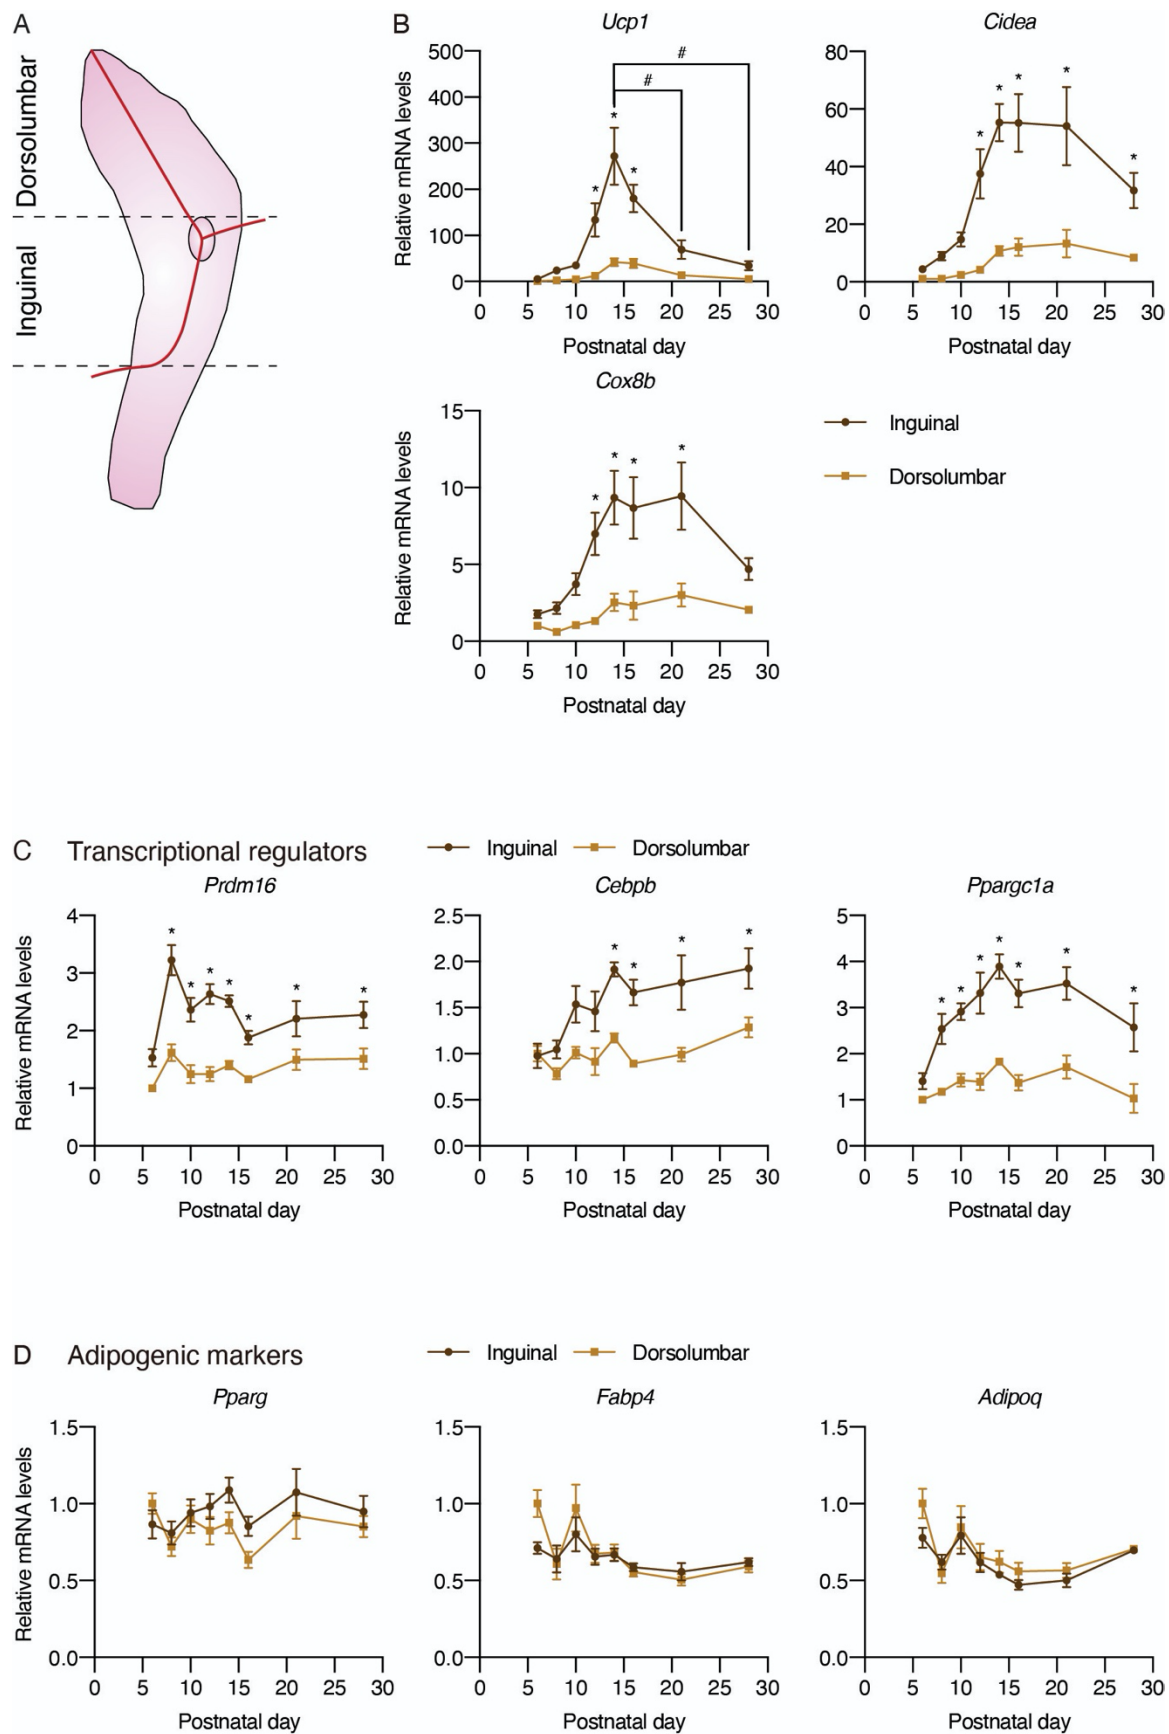 A
Dorsolumbar
Inguinal
B
Ucp1
Relative mRNA levels
500
400
300
200
100
0
# #
* * *
0 5 10 15 20 25 30
Postnatal day
Cidea
80
60
40
20
0
* * * * *
0 5 10 15 20 25 30
Postnatal day
Cox8b
Relative mRNA levels
15
10
5
0
* * * *
0 5 10 15 20 25 30
Postnatal day
Inguinal
Dorsolumbar
C Transcriptional regulators
Inguinal Dorsolumbar
Prdm16
Relative mRNA levels
4
3
2
1
0
* * * * * * *
0 5 10 15 20 25 30
Postnatal day
Cebpb
2.5
2.0
1.5
1.0
0.5
0.0
* * * *
0 5 10 15 20 25 30
Postnatal day
Ppargc1a
5
4
3
2
1
0
* * * * * * *
0 5 10 15 20 25 30
Postnatal day
D Adipogenic markers
Inguinal Dorsolumbar
Pparg
Relative mRNA levels
1.5
1.0
0.5
0.0
0 5 10 15 20 25 30
Postnatal day
Fabp4
1.5
1.0
0.5
0.0
0 5 10 15 20 25 30
Postnatal day
Adipoq
1.5
1.0
0.5
0.0
0 5 10 15 20 25 30
Postnatal day